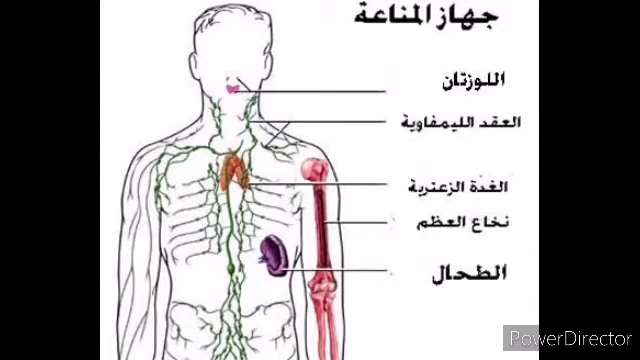 جهاز المناعة
اللوزتان
العقد الليمفاوية
الغدة الزعترية
نخاع العظم
الطحال
PowerDirector